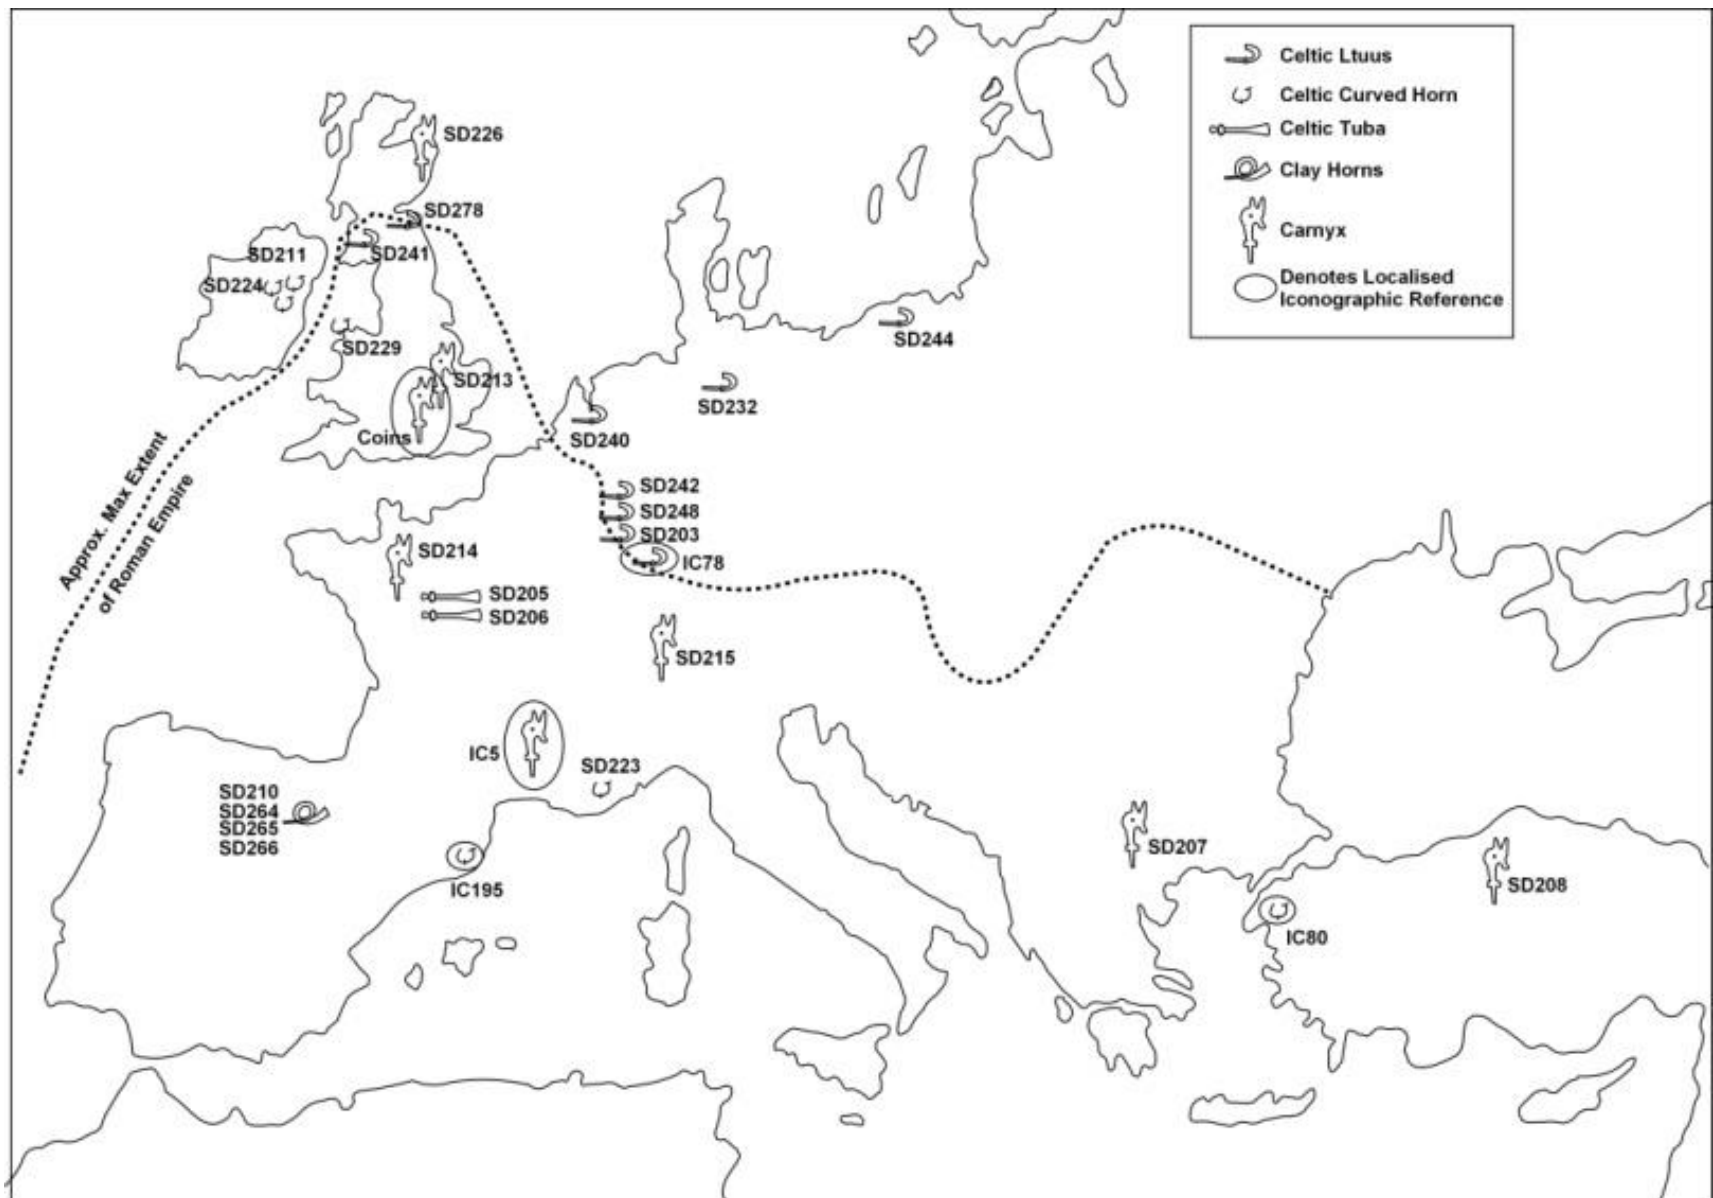 Celtic Ltuus
Celtic Curved Horn
Celtic Tuba
Clay Horns
Carnyx
Denotes Localised
Iconographic Reference
SD226
SD278
SD241
SD211
SD224
SD229
SD213
Coins
SD244
SD232
SD240
SD242
SD248
SD203
IC78
Approx. Max Extent
of Roman Empire
SD214
SD205
SD206
SD215
IC5
SD223
SD210
SD264
SD265
SD266
IC195
SD207
SD208
IC80